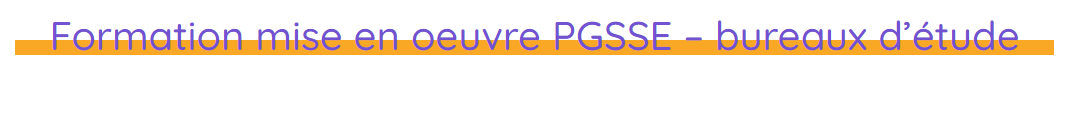 Formation mise en oeuvre PGSSE – bureaux d’étude